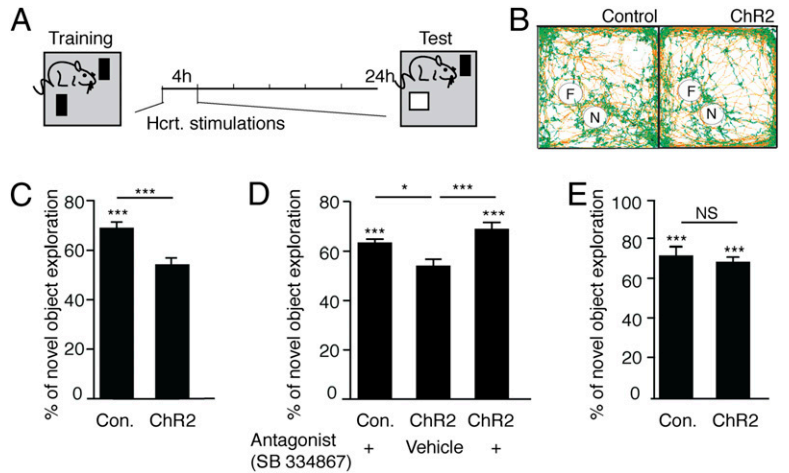 A
Training
Test
4h
24h
Hcrt. stimulations
B
Control
ChR2
F
N
F
N
C
% of novel object exploration
80
60
40
20
0
***
***
Con.
ChR2
D
% of novel object exploration
80
60
40
20
0
*
***
***
***
Con.
ChR2
ChR2
Antagonist
(SB 334867)
+
Vehicle
+
E
% of novel object exploration
100
80
60
40
20
0
NS
***
***
Con.
ChR2